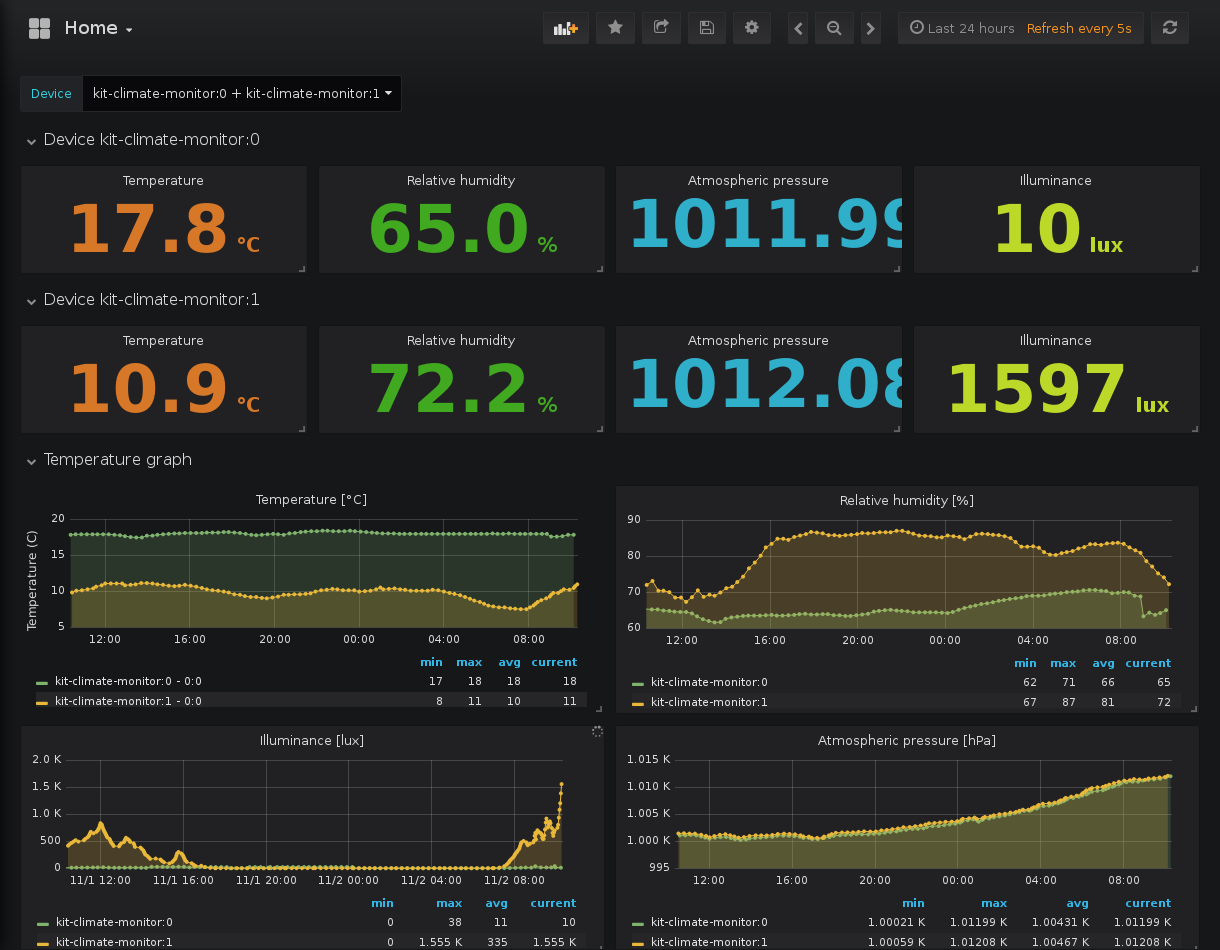 Home
Last 24 hours Refresh every 5s
Device kit-climate-monitor:0 + kit-climate-monitor:1
Device kit-climate-monitor:0
Temperature Relative humidity Atmospheric pressure Illuminance
17.8 °C 65.0 % 1011.99 10 lux
Device kit-climate-monitor:1
Temperature Relative humidity Atmospheric pressure Illuminance
10.9 °C 72.2 % 1012.08 1597 lux
Temperature graph
Temperature [°C]
Temperature (C)
20
15
10
5
12:00 16:00 20:00 00:00 04:00 08:00
min max avg current
kit-climate-monitor:0 - 0:0 17 18 18 18
kit-climate-monitor:1 - 0:0 8 11 10 11
Relative humidity [%]
90
80
70
60
12:00 16:00 20:00 00:00 04:00 08:00
min max avg current
kit-climate-monitor:0 62 71 66 65
kit-climate-monitor:1 67 87 81 72
Illuminance [lux]
2.0 K
1.5 K
1.0 K
500
0
11/1 12:00 11/1 16:00 11/1 20:00 11/2 00:00 11/2 04:00 11/2 08:00
min max avg current
kit-climate-monitor:0 0 38 11 10
kit-climate-monitor:1 0 1.555 K 335 1.555 K
Atmospheric pressure [hPa]
1.015 K
1.010 K
1.005 K
1.000 K
995
12:00 16:00 20:00 00:00 04:00 08:00
min max avg current
kit-climate-monitor:0 1.00021 K 1.01199 K 1.00431 K 1.01199 K
kit-climate-monitor:1 1.00059 K 1.01208 K 1.00467 K 1.01208 K